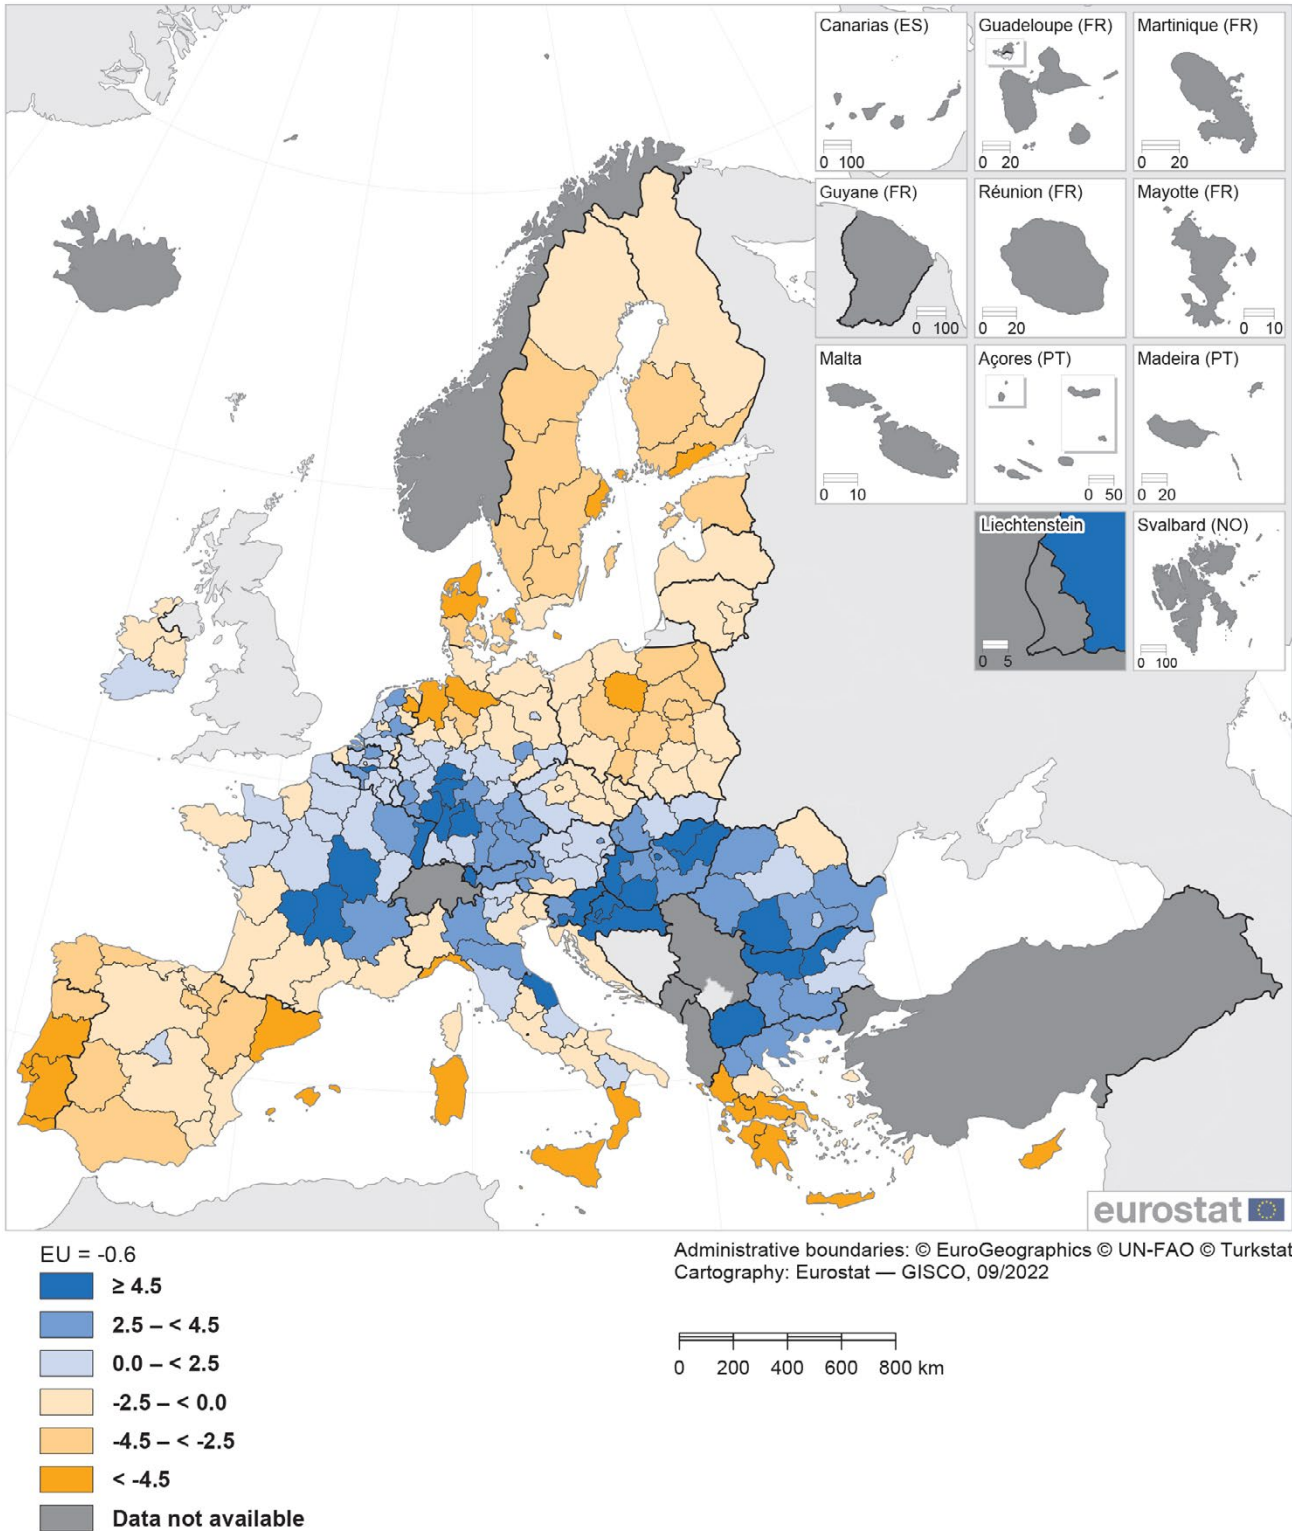 Canarias (ES)
0 100
Guadeloupe (FR)
0 20
Martinique (FR)
0 20
Guyane (FR)
0 100
Réunion (FR)
0 20
Mayotte (FR)
0 10
Malta
0 10
Açores (PT)
0 50
Madeira (PT)
0 20
Liechtenstein
0 5
Svalbard (NO)
0 100
eurostat
EU = -0.6
≥ 4.5
2.5 – < 4.5
0.0 – < 2.5
-2.5 – < 0.0
-4.5 – < -2.5
< -4.5
Data not available
Administrative boundaries: © EuroGeographics © UN-FAO © Turkstat
Cartography: Eurostat — GISCO, 09/2022
0 200 400 600 800 km